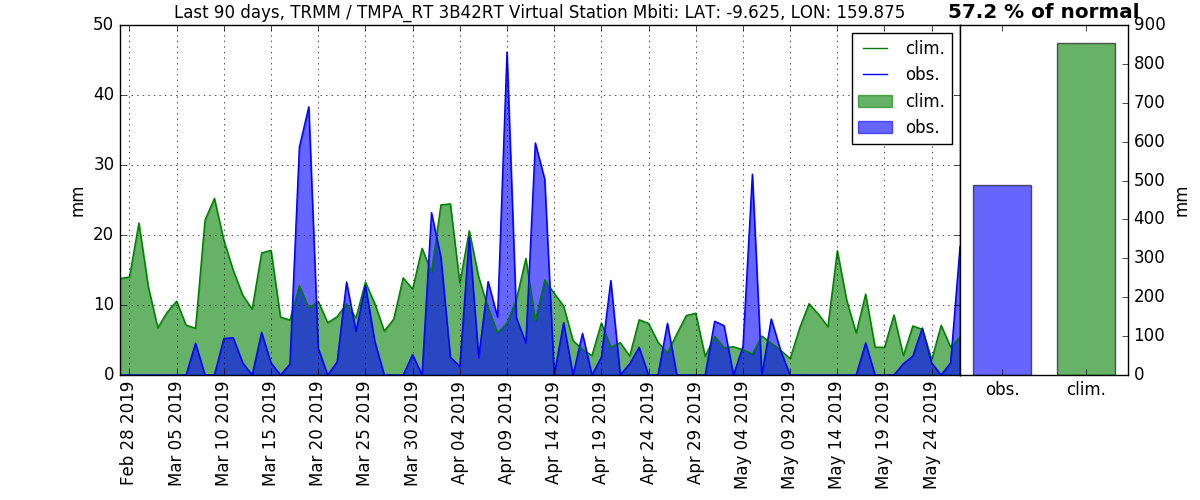 Last 90 days, TRMM / TMPA_RT 3B42RT Virtual Station Mbiti: LAT: -9.625, LON: 159.875
57.2 % of normal
50
40
30
20
10
0
mm
clim.
obs.
clim.
obs.
Feb 28 2019
Mar 05 2019
Mar 10 2019
Mar 15 2019
Mar 20 2019
Mar 25 2019
Mar 30 2019
Apr 04 2019
Apr 09 2019
Apr 14 2019
Apr 19 2019
Apr 24 2019
Apr 29 2019
May 04 2019
May 09 2019
May 14 2019
May 19 2019
May 24 2019
900
800
700
600
500
400
300
200
100
0
mm
obs.
clim.